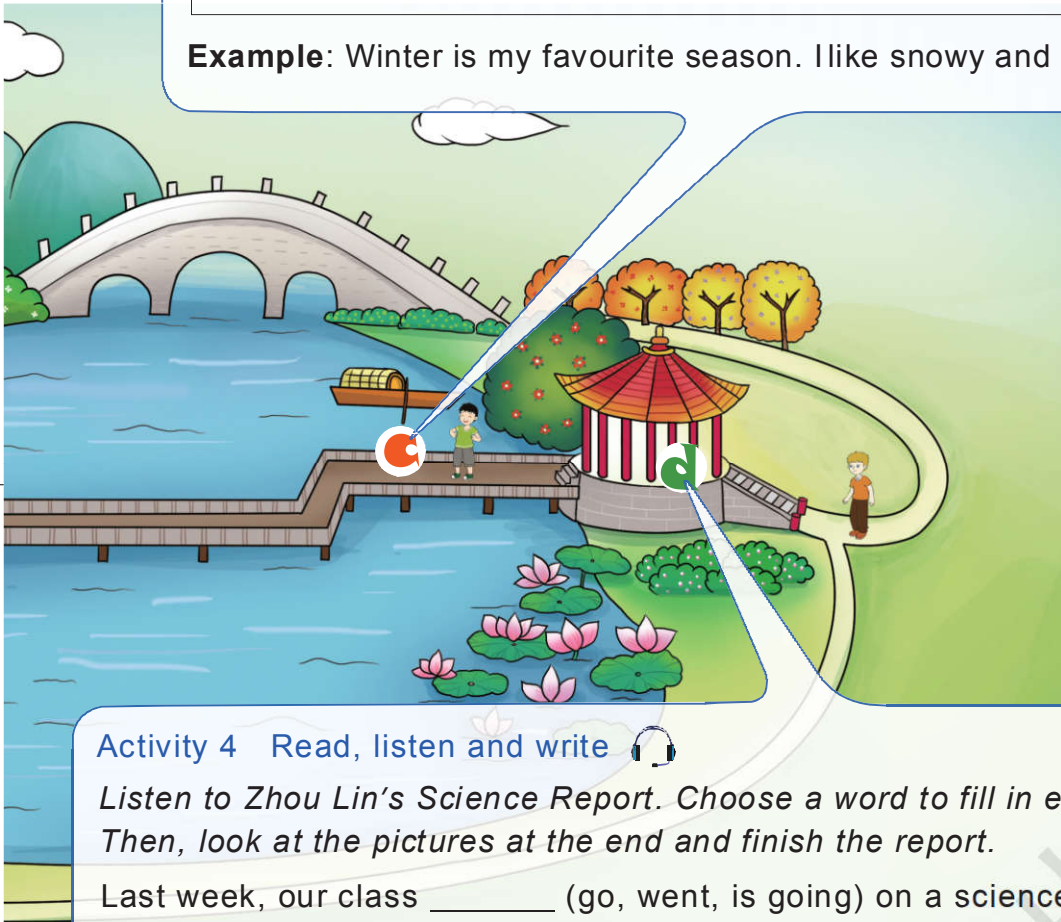 Example: Winter is my favourite season. I like snowy and
c
d
Activity 4 Read, listen and write
Listen to Zhou Lin's Science Report. Choose a word to fill in e
Then, look at the pictures at the end and finish the report.
Last week, our class _______ (go, went, is going) on a science